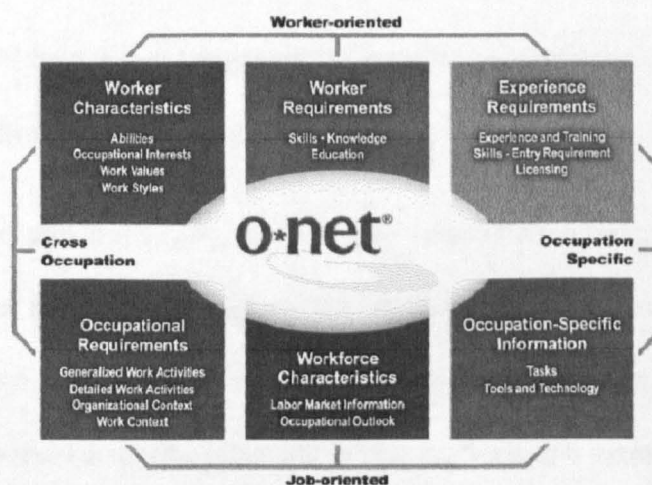 Worker-oriented
Worker
Characteristics
Abilities
Occupational Interests
Work Values
Work Styles
Worker
Requirements
Skills • Knowledge
Education
Experience
Requirements
Experience and Training
Skills - Entry Requirement
Licensing
Cross
Occupation
o*net®
Occupation
Specific
Occupational
Requirements
Generalized Work Activities
Detailed Work Activities
Organizational Context
Work Context
Workforce
Characteristics
Labor Market Information
Occupational Outlook
Occupation-Specific
Information
Tasks
Tools and Technology
Job-oriented